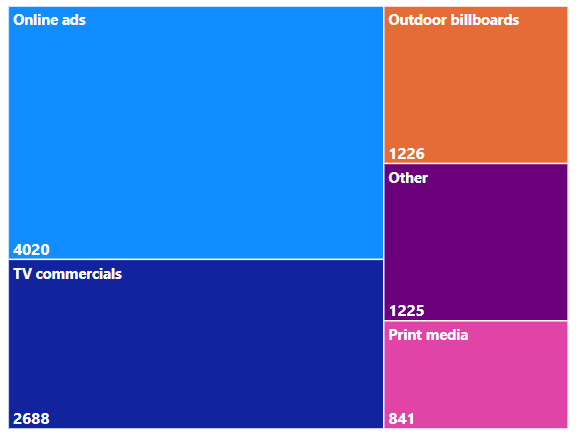 Online ads
4020
TV commercials
2688
Outdoor billboards
1226
Other
1225
Print media
841